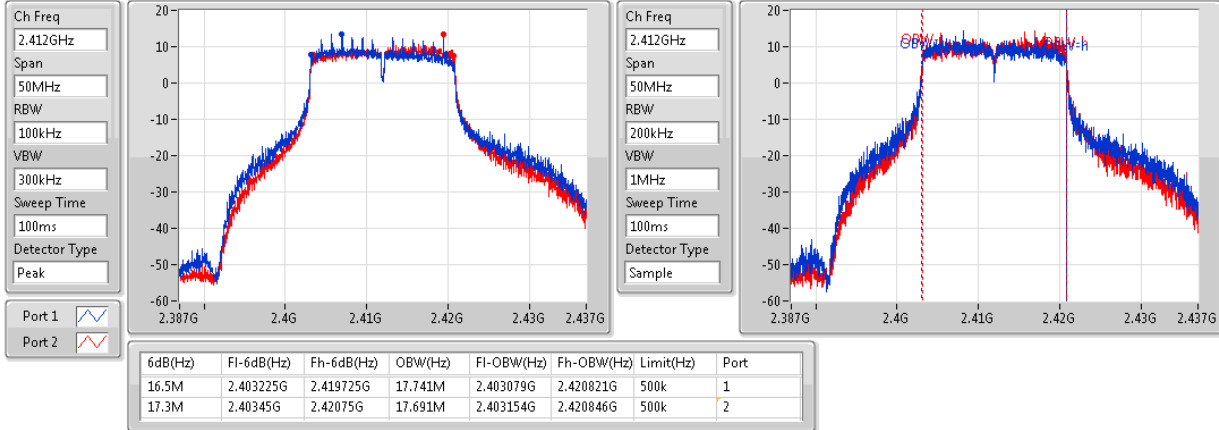 Ch Freq
2.412GHz
Span
50MHz
RBW
100kHz
VBW
300kHz
Sweep Time
100ms
Detector Type
Peak
Port 1
Port 2
20
10
0
-10
-20
-30
-40
-50
-60
2.387G 2.4G 2.41G 2.42G 2.43G 2.437G
Ch Freq
2.412GHz
Span
50MHz
RBW
200kHz
VBW
1MHz
Sweep Time
100ms
Detector Type
Sample
20
10
0
-10
-20
-30
-40
-50
-60
2.387G 2.4G 2.41G 2.42G 2.43G 2.437G
6dB(Hz) Fl-6dB(Hz) Fh-6dB(Hz) OBW(Hz) Fl-OBW(Hz) Fh-OBW(Hz) Limit(Hz) Port
16.5M 2.403225G 2.419725G 17.741M 2.403079G 2.420821G 500k 1
17.3M 2.40345G 2.42075G 17.691M 2.403154G 2.420846G 500k 2